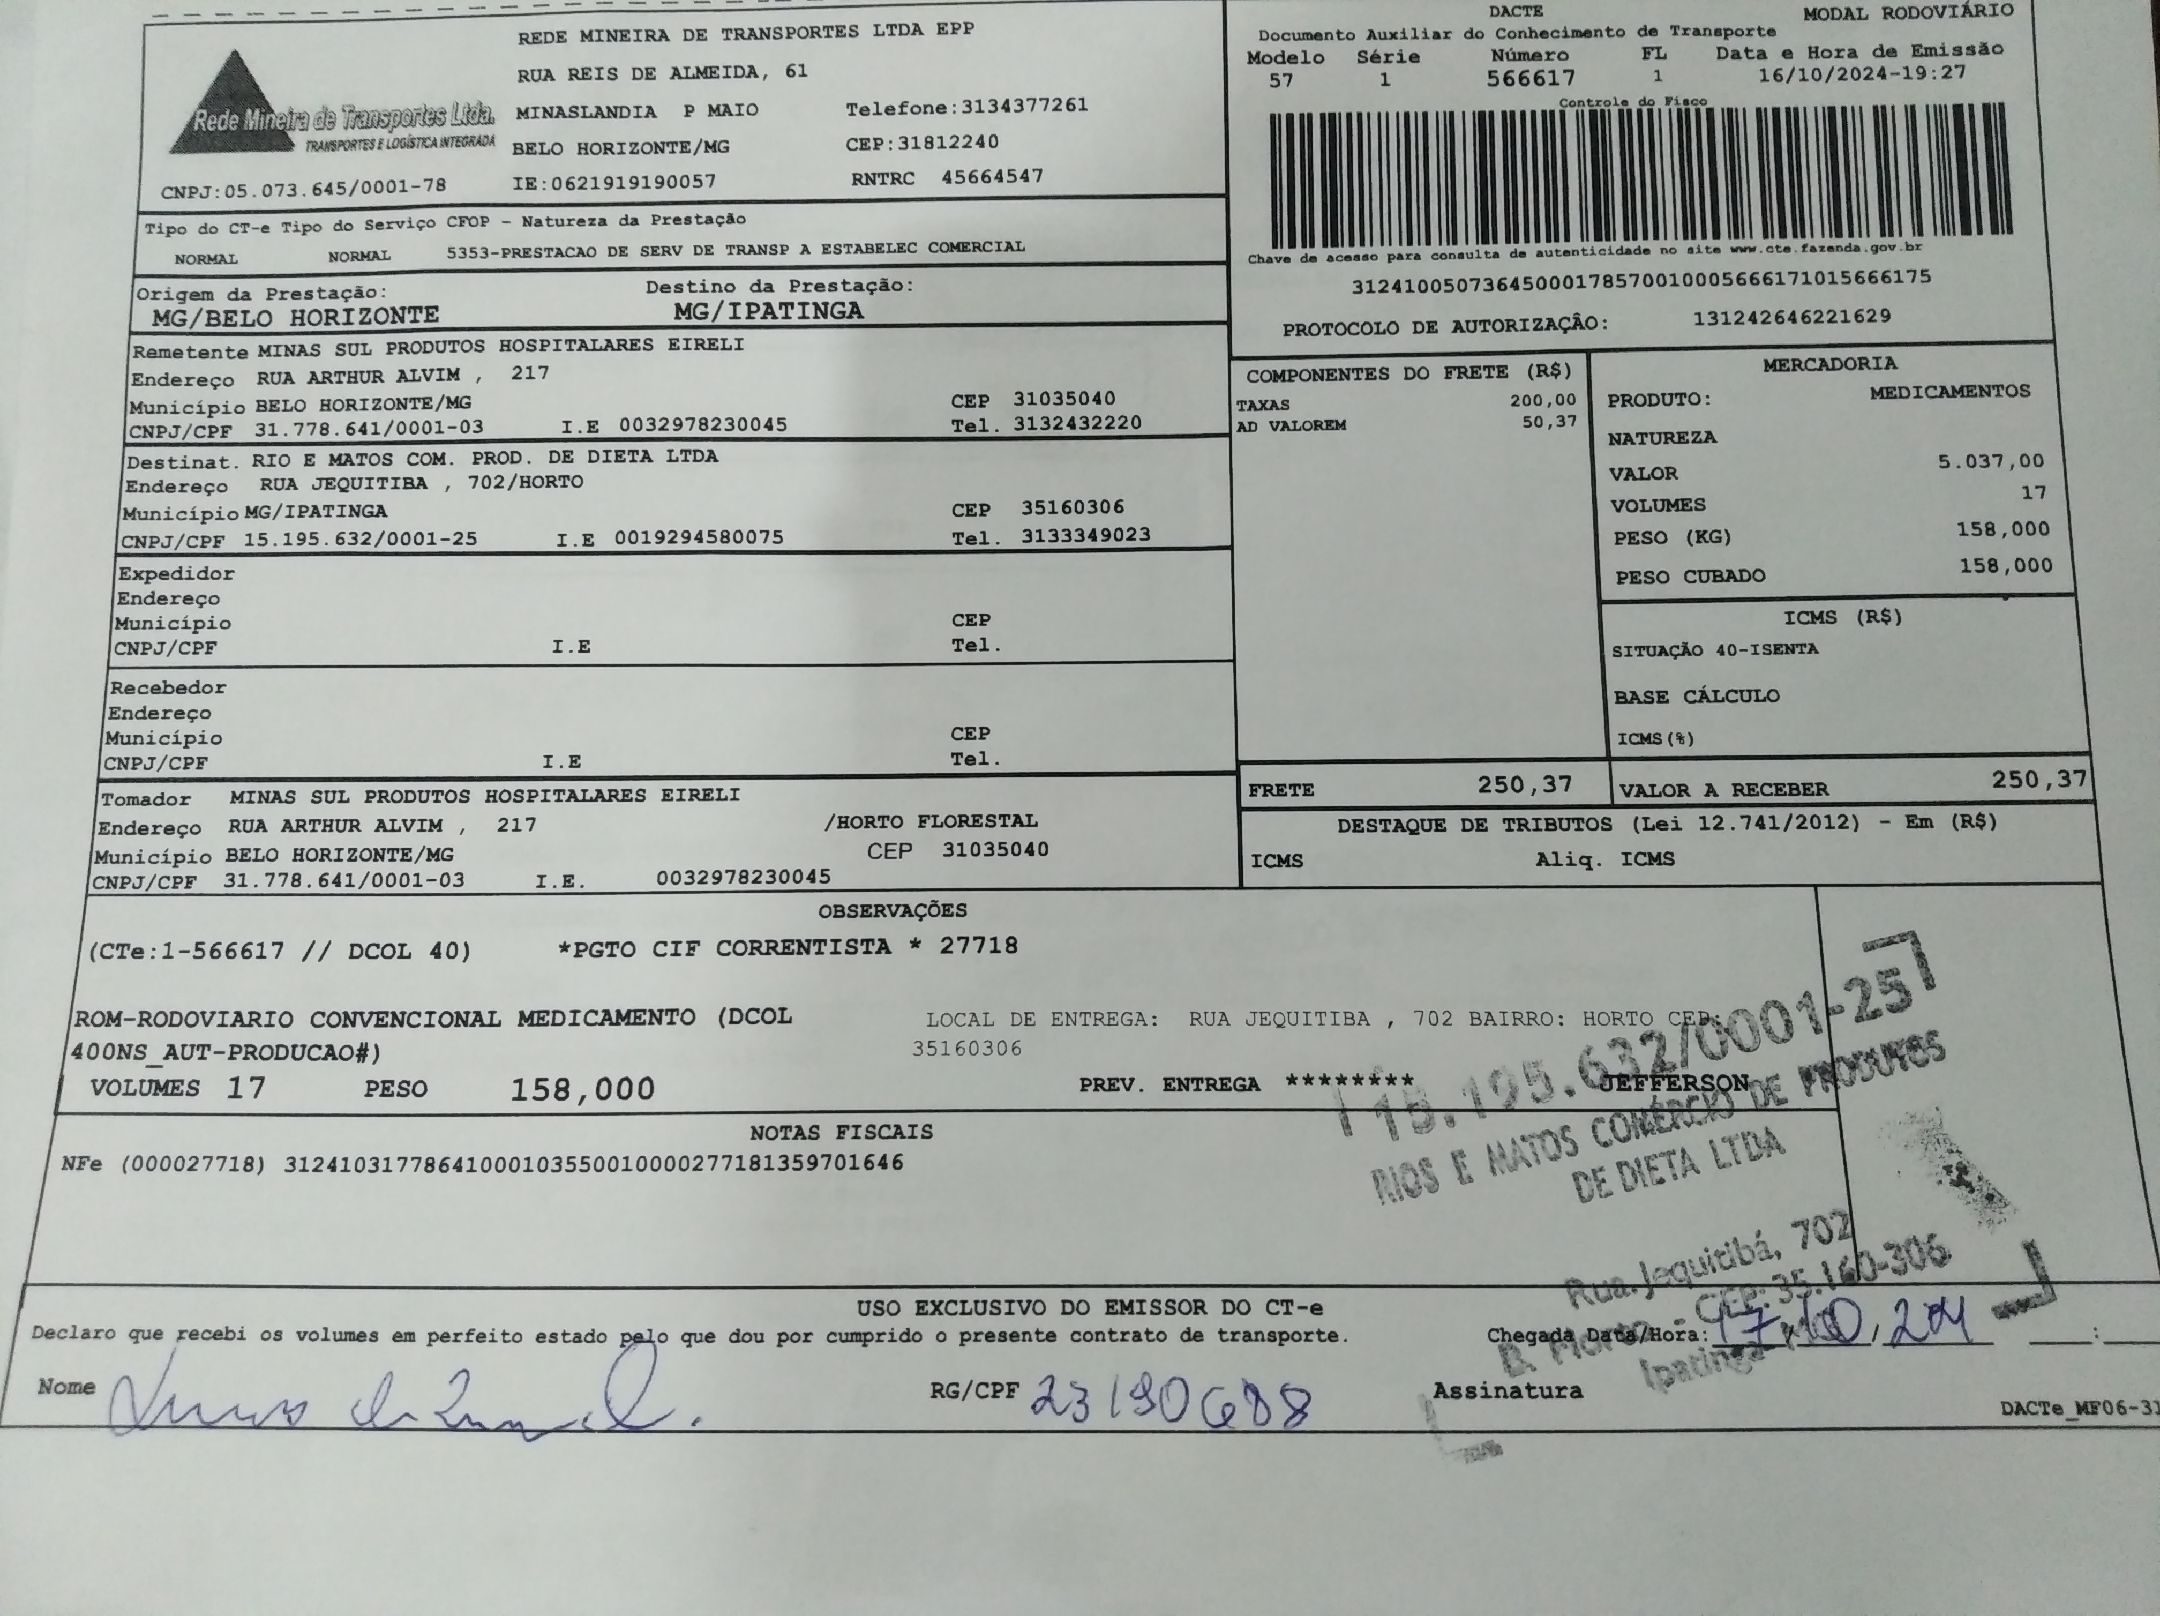 Rede Mineira de Transportes Ltda.
TRANSPORTES E LOGÍSTICA INTEGRADA
CNPJ:05.073.645/0001-78
REDE MINEIRA DE TRANSPORTES LTDA EPP
RUA REIS DE ALMEIDA, 61
MINASLANDIA P MAIO Telefone:3134377261
BELO HORIZONTE/MG CEP:31812240
IE:0621919190057 RNTRC 45664547
DACTE MODAL RODOVIÁRIO
Documento Auxiliar do Conhecimento de Transporte
Modelo Série Número FL Data e Hora de Emissão
57 1 566617 1 16/10/2024-19:27
Controle do Fisco
Chave de acesso para consulta de autenticidade no site www.cte.fazenda.gov.br
31241005073645000178570010005666171015666175
PROTOCOLO DE AUTORIZAÇÂO: 131242646221629
Tipo do CT-e Tipo do Serviço CFOP - Natureza da Prestação
NORMAL NORMAL 5353-PRESTACAO DE SERV DE TRANSP A ESTABELEC COMERCIAL
Origem da Prestação: Destino da Prestação:
MG/BELO HORIZONTE MG/IPATINGA
Remetente MINAS SUL PRODUTOS HOSPITALARES EIRELI
Endereço RUA ARTHUR ALVIM , 217
Município BELO HORIZONTE/MG CEP 31035040
CNPJ/CPF 31.778.641/0001-03 I.E 0032978230045 Tel. 3132432220
Destinat. RIO E MATOS COM. PROD. DE DIETA LTDA
Endereço RUA JEQUITIBA , 702/HORTO
Município MG/IPATINGA CEP 35160306
CNPJ/CPF 15.195.632/0001-25 I.E 0019294580075 Tel. 3133349023
Expedidor
Endereço
Município CEP
CNPJ/CPF I.E Tel.
Recebedor
Endereço
Município CEP
CNPJ/CPF I.E Tel.
Tomador MINAS SUL PRODUTOS HOSPITALARES EIRELI
Endereço RUA ARTHUR ALVIM , 217 /HORTO FLORESTAL
Município BELO HORIZONTE/MG CEP 31035040
CNPJ/CPF 31.778.641/0001-03 I.E. 0032978230045
COMPONENTES DO FRETE (R$)
TAXAS 200,00
AD VALOREM 50,37
MERCADORIA
PRODUTO: MEDICAMENTOS
NATUREZA
VALOR 5.037,00
VOLUMES 17
PESO (KG) 158,000
PESO CUBADO 158,000
ICMS (R$)
SITUAÇÃO 40-ISENTA
BASE CÁLCULO
ICMS(%)
FRETE 250,37 VALOR A RECEBER 250,37
DESTAQUE DE TRIBUTOS (Lei 12.741/2012) - Em (R$)
ICMS Aliq. ICMS
OBSERVAÇÕES
(CTe:1-566617 // DCOL 40) *PGTO CIF CORRENTISTA * 27718
ROM-RODOVIARIO CONVENCIONAL MEDICAMENTO (DCOL
400NS_AUT-PRODUCAO#)
LOCAL DE ENTREGA: RUA JEQUITIBA , 702 BAIRRO: HORTO CEP:
35160306
VOLUMES 17 PESO 158,000 PREV. ENTREGA ******** JEFFERSON
15.195.632/0001-25
RIOS E MATOS COMÉRCIO DE PRODUTOS
DE DIETA LTDA
Rua Jequitibá, 702
B. Horto - CEP: 35.160-306
Ipatinga - MG
NOTAS FISCAIS
NFe (000027718) 31241031778641000103550010000277181359701646
USO EXCLUSIVO DO EMISSOR DO CT-e
Declaro que recebi os volumes em perfeito estado pelo que dou por cumprido o presente contrato de transporte. Chegada Data/Hora: 17/10/24 :
Nome RG/CPF 23190688 Assinatura
DACTe_MF06-31